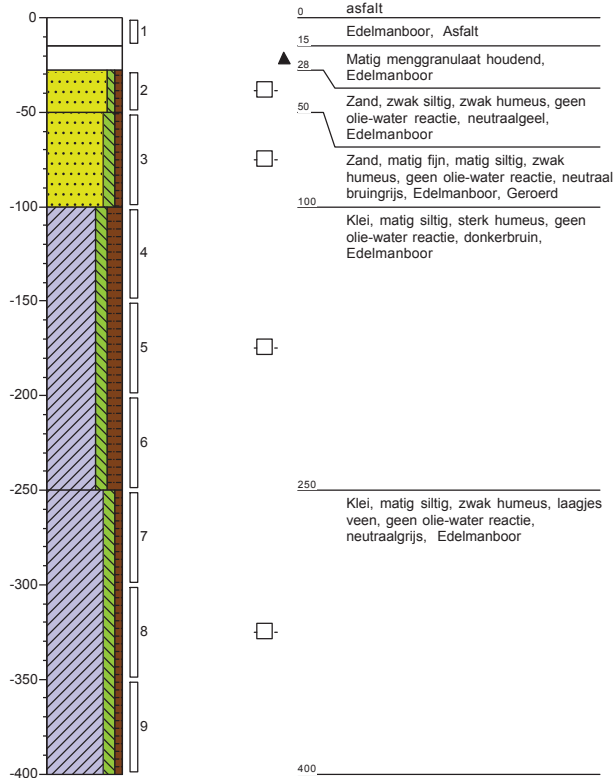 0
-50
-100
-150
-200
-250
-300
-350
-400
1
2
3
4
5
6
7
8
9
0 asfalt
Edelmanboor, Asfalt
15
Matig menggranulaat houdend,
28
Edelmanboor
Zand, zwak siltig, zwak humeus, geen
50
olie-water reactie, neutraalgeel,
Edelmanboor
Zand, matig fijn, matig siltig, zwak
humeus, geen olie-water reactie, neutraal
bruingrijs, Edelmanboor, Geroerd
100
Klei, matig siltig, sterk humeus, geen
olie-water reactie, donkerbruin,
Edelmanboor
250
Klei, matig siltig, zwak humeus, laagjes
veen, geen olie-water reactie,
neutraalgrijs, Edelmanboor
400